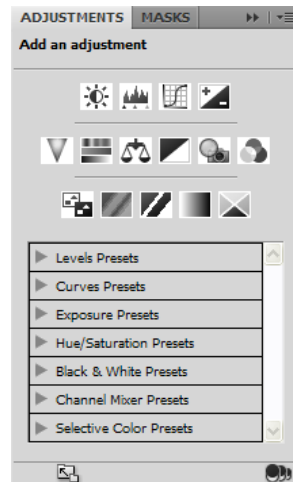 ADJUSTMENTS MASKS
Add an adjustment
Levels Presets
Curves Presets
Exposure Presets
Hue/Saturation Presets
Black & White Presets
Channel Mixer Presets
Selective Color Presets